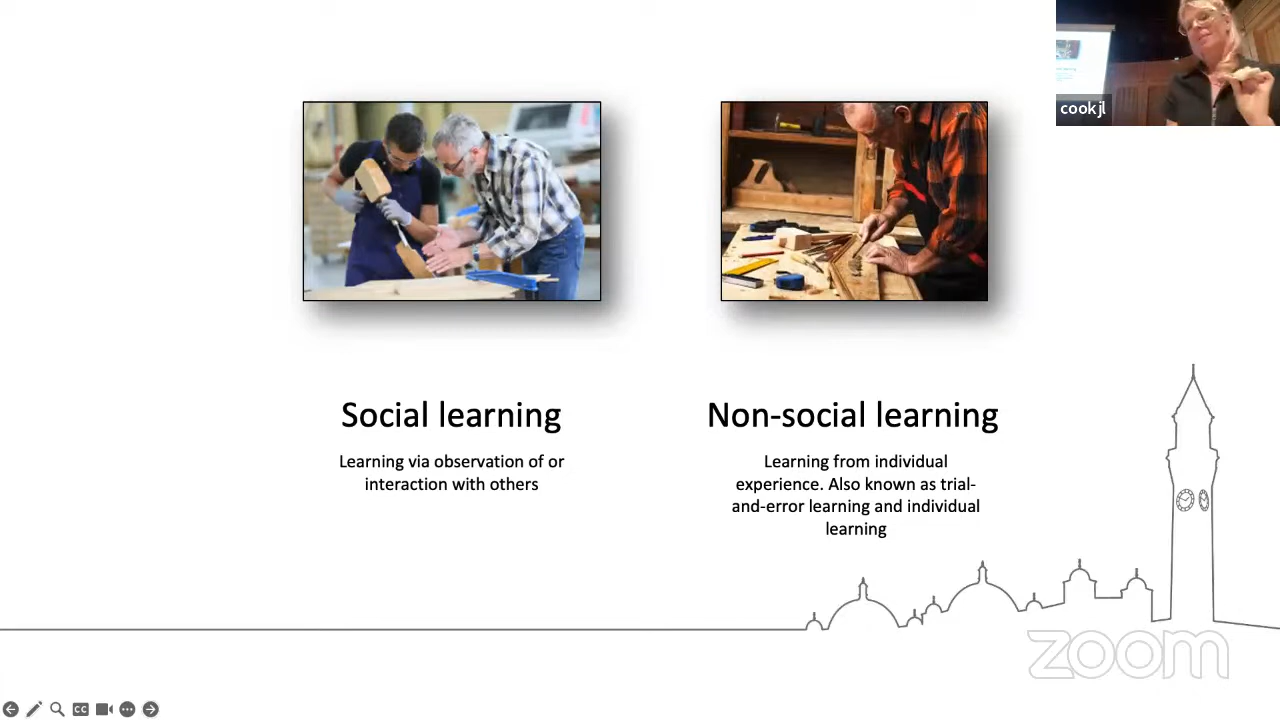 cookjl
Social learning
Learning via observation of or
interaction with others
Non-social learning
Learning from individual
experience. Also known as trial-
and-error learning and individual
learning
zoom
CC